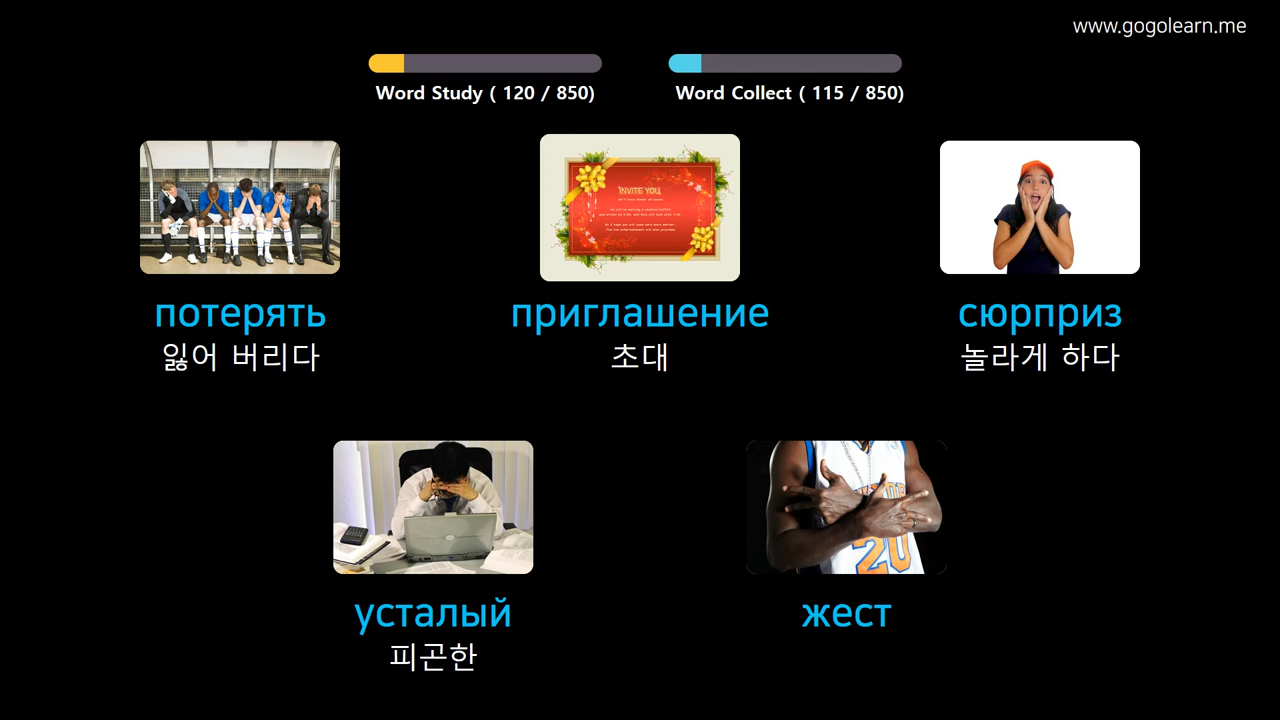 www.gogolearn.me
Word Study ( 120 / 850)
Word Collect ( 115 / 850)
INVITE YOU
потерять
приглашение
сюрприз
잃어 버리다
초대
놀라게 하다
20
усталый
жест
피곤한